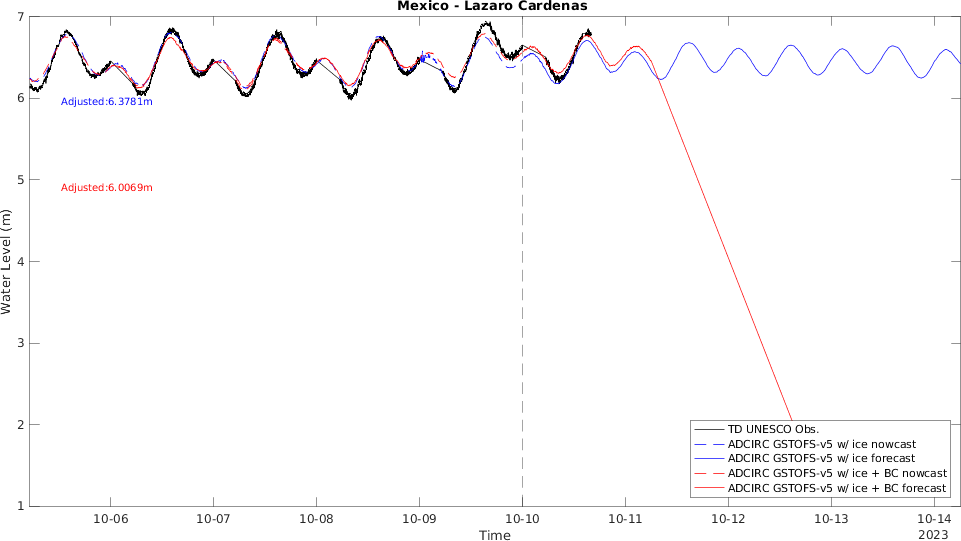 Mexico - Lazaro Cardenas
Water Level (m)
7
6
5
4
3
2
1
Adjusted:6.3781m
Adjusted:6.0069m
TD UNESCO Obs.
ADCIRC GSTOFS-v5 w/ ice nowcast
ADCIRC GSTOFS-v5 w/ ice forecast
ADCIRC GSTOFS-v5 w/ ice + BC nowcast
ADCIRC GSTOFS-v5 w/ ice + BC forecast
10-06 10-07 10-08 10-09 10-10 10-11 10-12 10-13 10-14
2023
Time